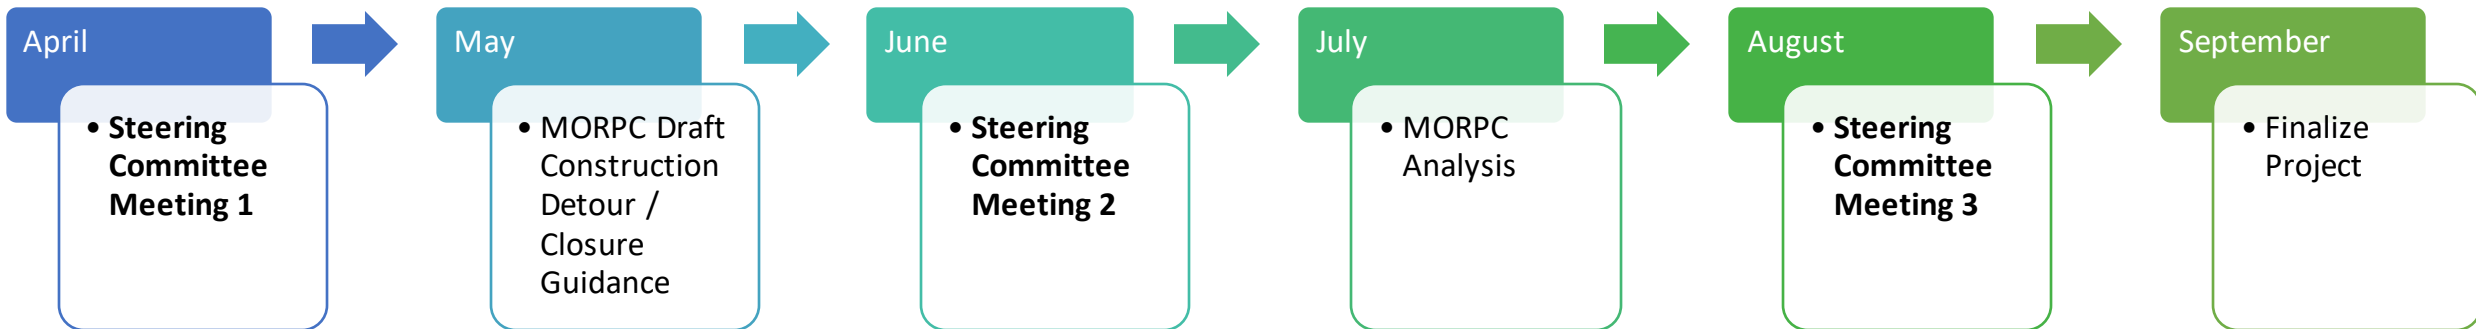 April
• Steering
Committee
Meeting 1
May
• MORPC Draft
Construction
Detour /
Closure
Guidance
June
• Steering
Committee
Meeting 2
July
• MORPC
Analysis
August
• Steering
Committee
Meeting 3
September
• Finalize
Project